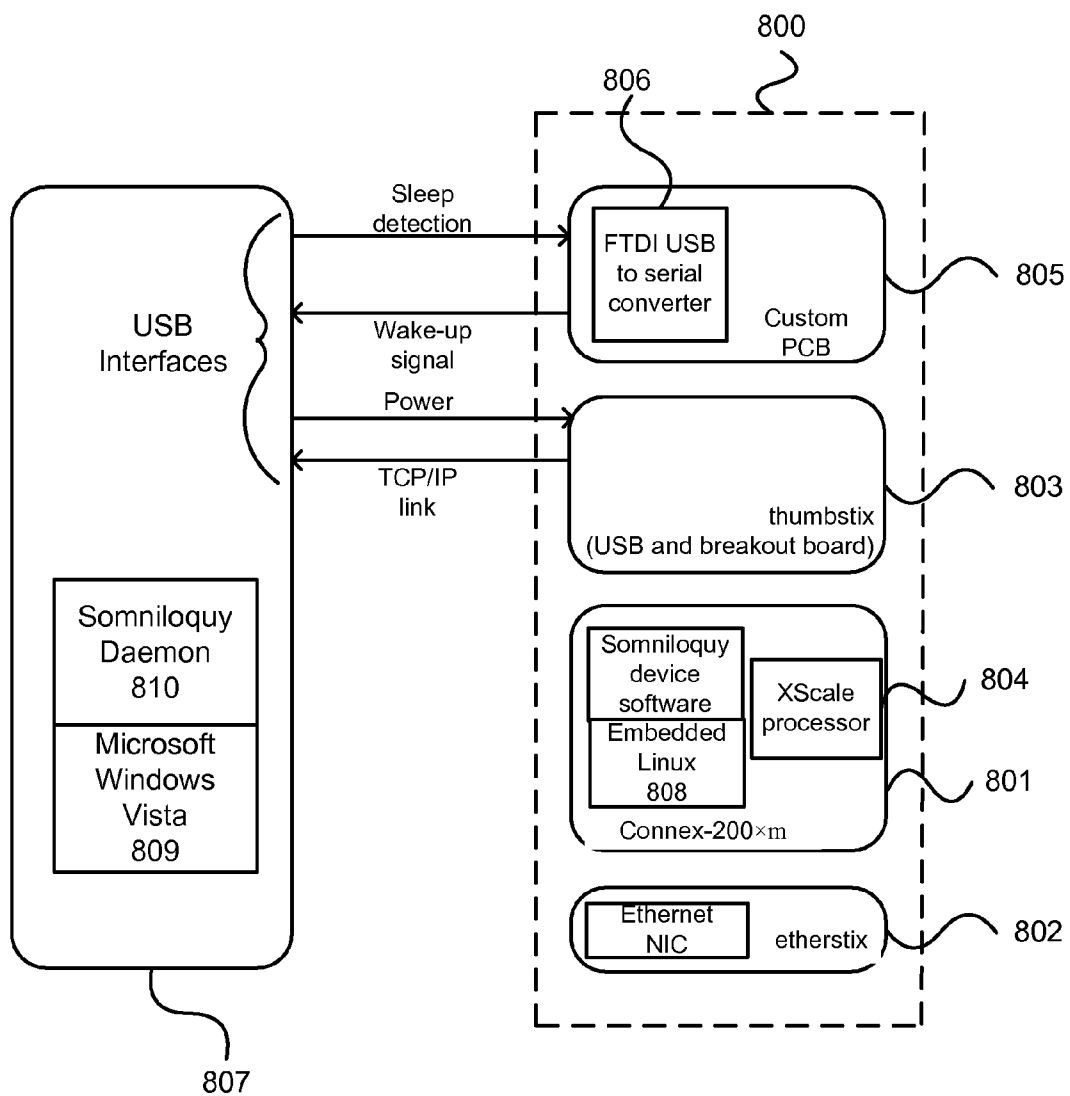 800
806
Sleep
detection
FTDI USB
to serial
converter
805
USB
Interfaces
Wake-up
signal
Custom
PCB
Power
TCP/IP
link
803
thumbstix
(USB and breakout board)
Somniloquy
Daemon
810
Microsoft
Windows
Vista
809
Somniloquy
device
software
Embedded
Linux
808
XScale
processor
804
801
Connex-200×m
Ethernet
NIC
etherstix
802
807